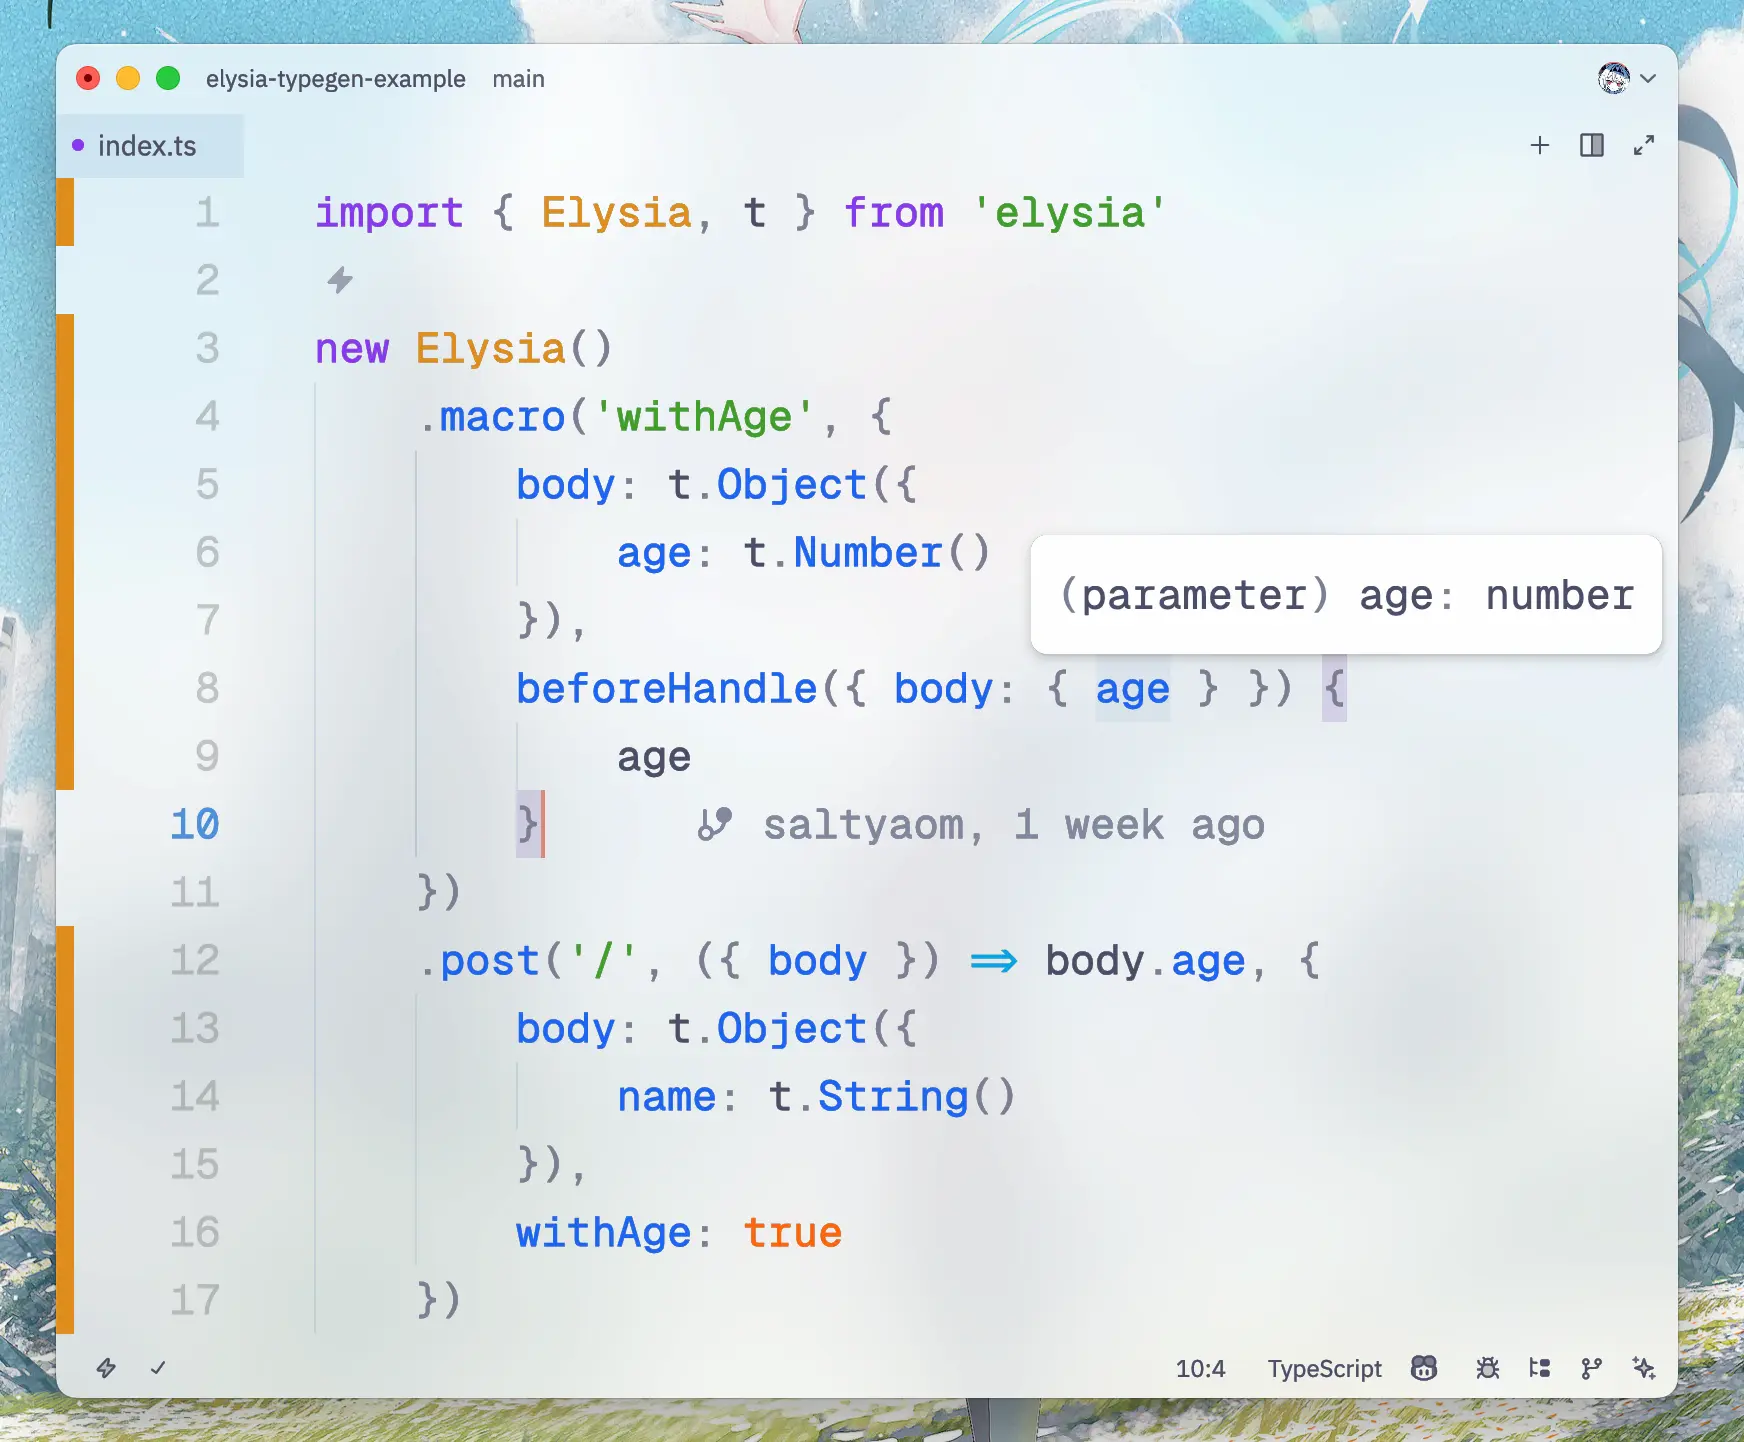 elysia-typegen-example main
index.ts
1 import { Elysia, t } from 'elysia'
2
3 new Elysia()
4 .macro('withAge', {
5 body: t.Object({
6 age: t.Number()
(parameter) age: number
7 }),
8 beforeHandle({ body: { age } }) {
9 age
10 } saltyaom, 1 week ago
11 })
12 .post('/', ({ body }) => body.age, {
13 body: t.Object({
14 name: t.String()
15 }),
16 withAge: true
17 })
10:4 TypeScript